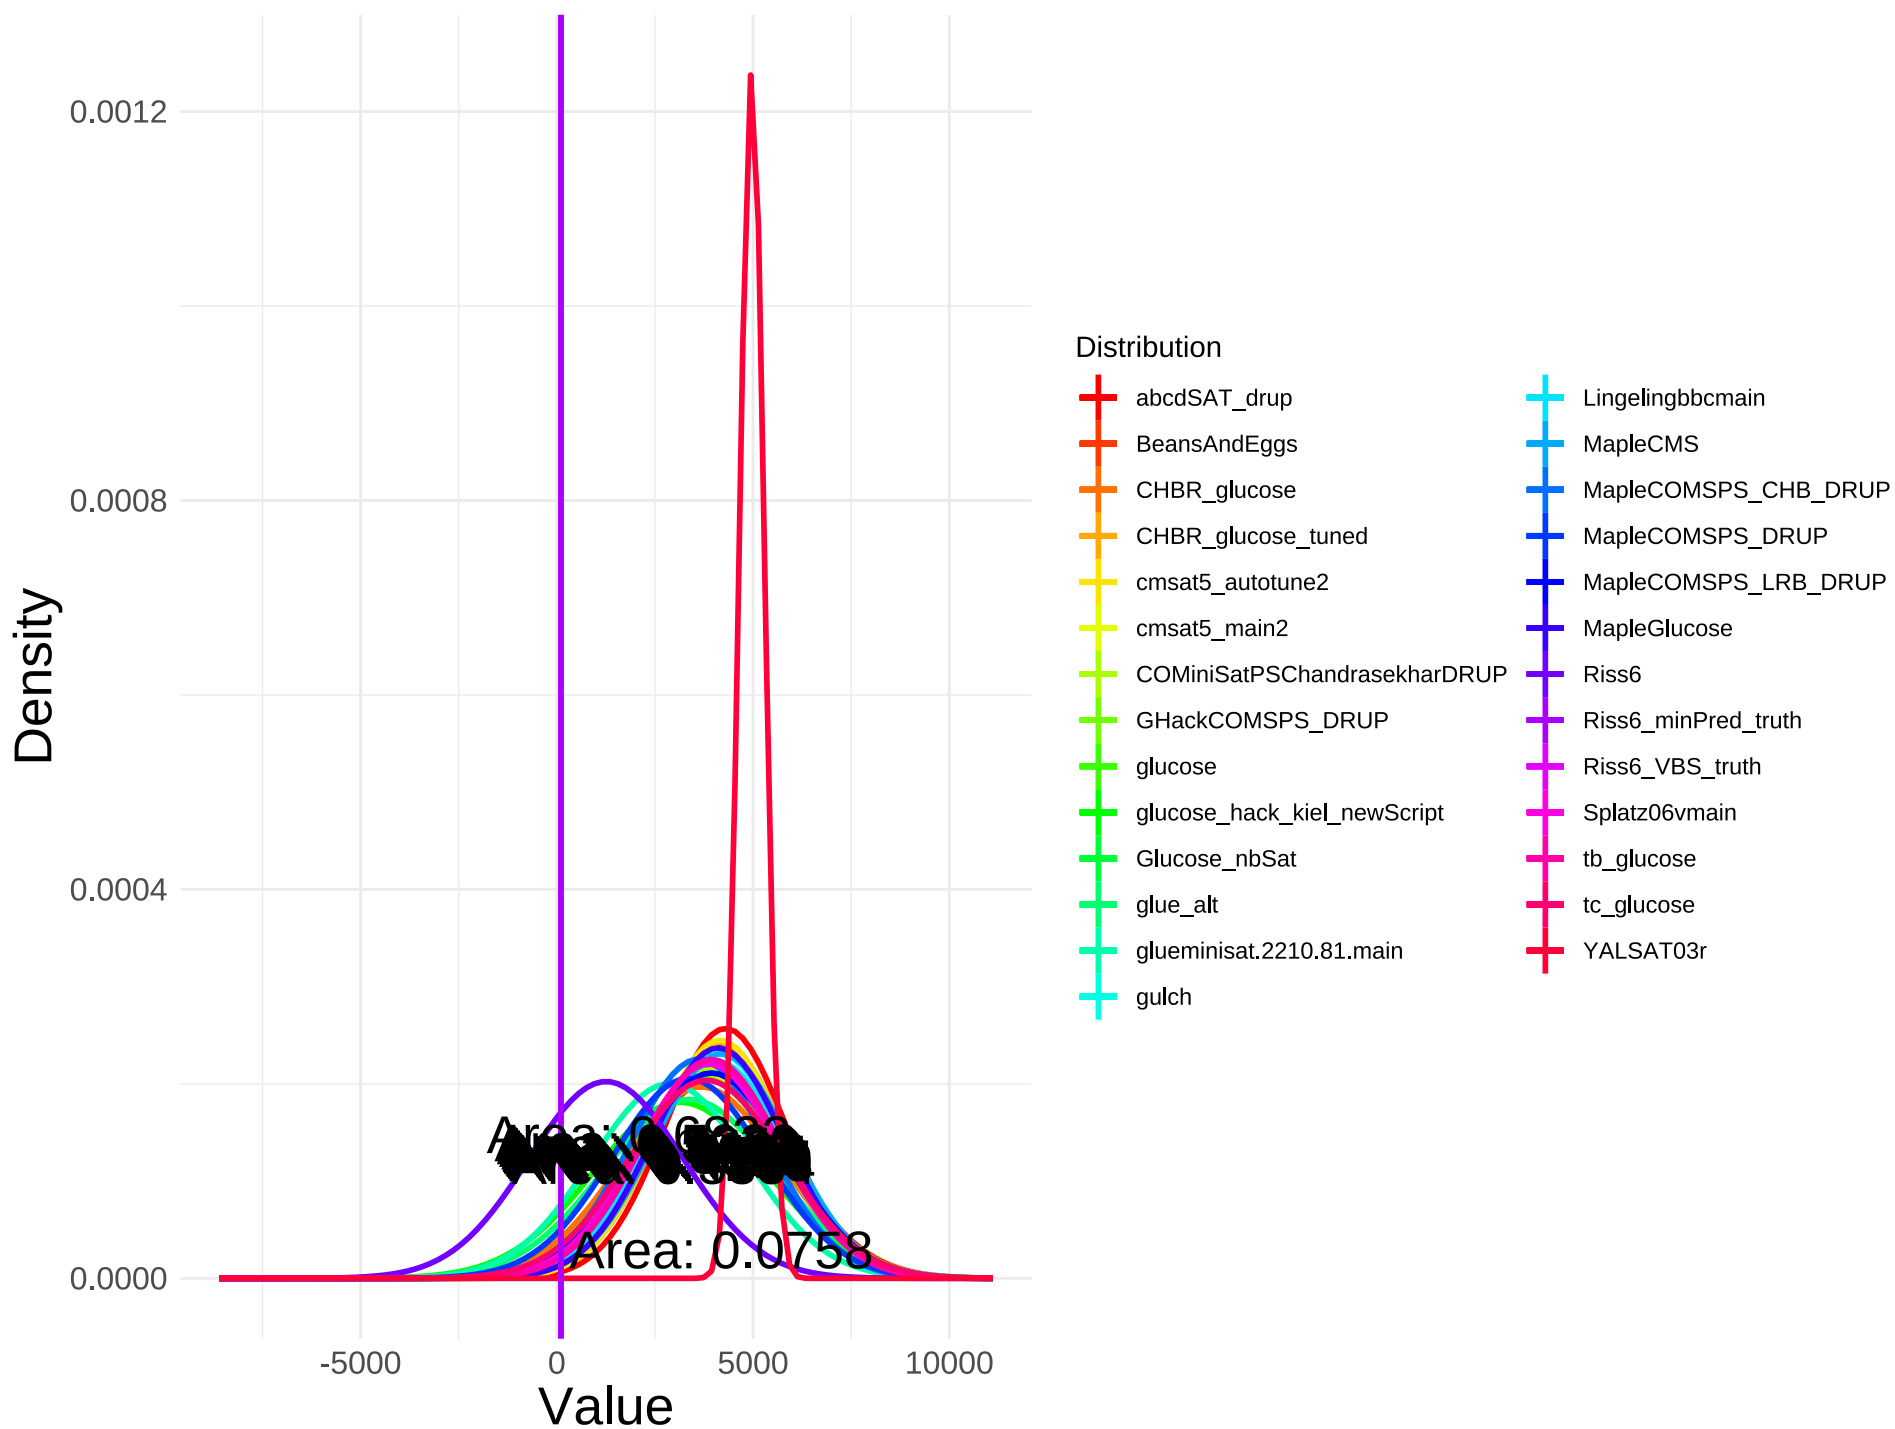 0.0012
0.0008
0.0004
0.0000
Density
-5000
0
5000
10000
Value
Area: 0.0758
Distribution
abcdSAT_drup
BeansAndEggs
CHBR_glucose
CHBR_glucose_tuned
cmsat5_autotune2
cmsat5_main2
COMiniSatPSChandrasekharDRUP
GHackCOMSPS_DRUP
glucose
glucose_hack_kiel_newScript
Glucose_nbSat
glue_alt
glueminisat.2210.81.main
gulch
Lingelingbbcmain
MapleCMS
MapleCOMSPS_CHB_DRUP
MapleCOMSPS_DRUP
MapleCOMSPS_LRB_DRUP
MapleGlucose
Riss6
Riss6_minPred_truth
Riss6_VBS_truth
Splatz06vmain
tb_glucose
tc_glucose
YALSAT03r